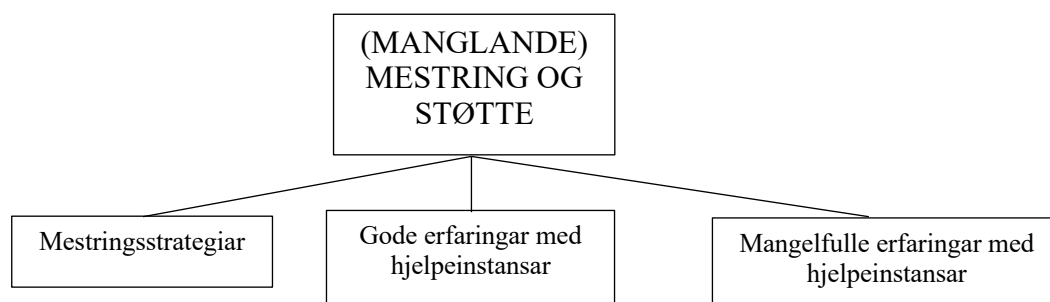 (MANGLANDE)
MESTRING OG
STØTTE
Mestringsstrategiar
Gode erfaringar med
hjelpeinstansar
Mangelfulle erfaringar med
hjelpeinstansar